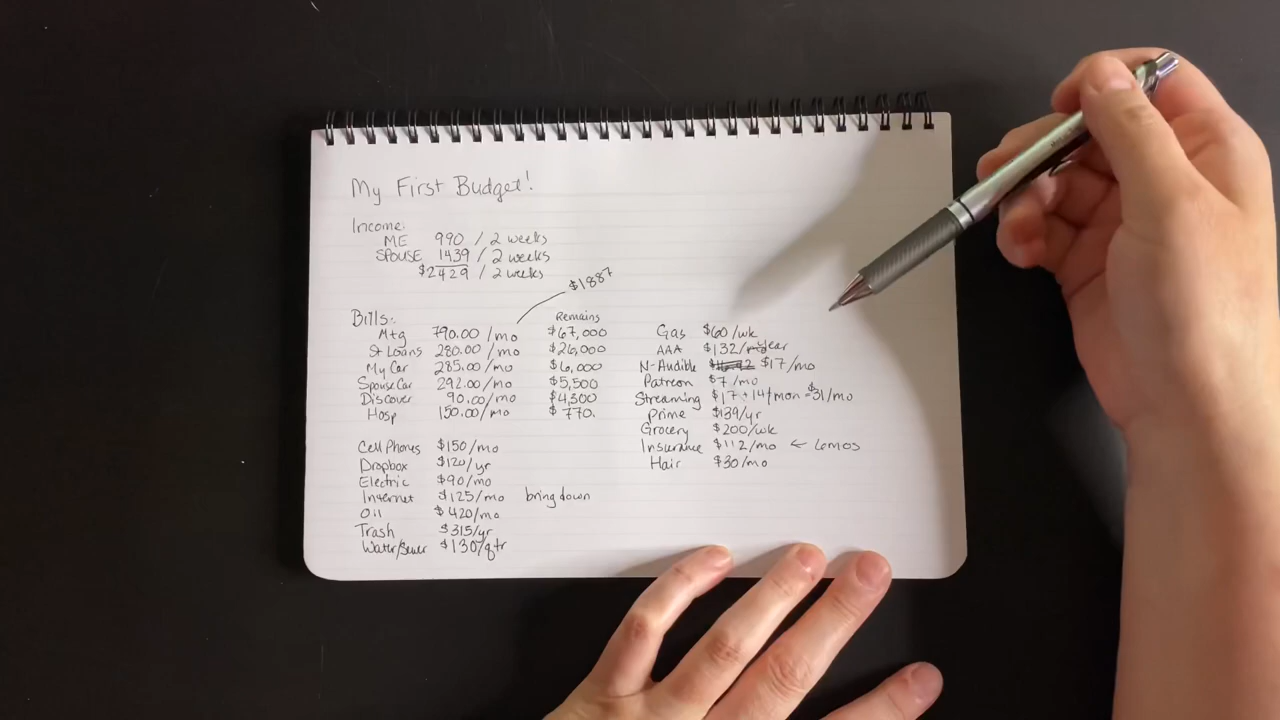 My First Budget!
Income:
ME 990 / 2 weeks
SPOUSE 1439 / 2 weeks
$2429 / 2 weeks
$1887
Bills:
Remains
Mtg 790.00 /mo $67,000
St Loans 280.00 /mo $26,000
My Car 285.00 /mo $6,000
Spouse Car 292.00 /mo $5,500
Discover 90.00/mo $4,300
Hosp 150.00/mo $770.
Cell Phones $150/mo
Dropbox $120/yr
Electric $90/mo
Internet $125/mo bring down
Oil $420/mo
Trash $315/yr
Water/Sewer $130/qtr
Gas $60/wk
AAA $132/year
N-Audible $17/mo
Patreon $7/mo
Streaming $17+14/mon =$31/mo
Prime $139/yr
Grocery $200/wk
Insurance $112/mo ← 6mos
Hair $30/mo